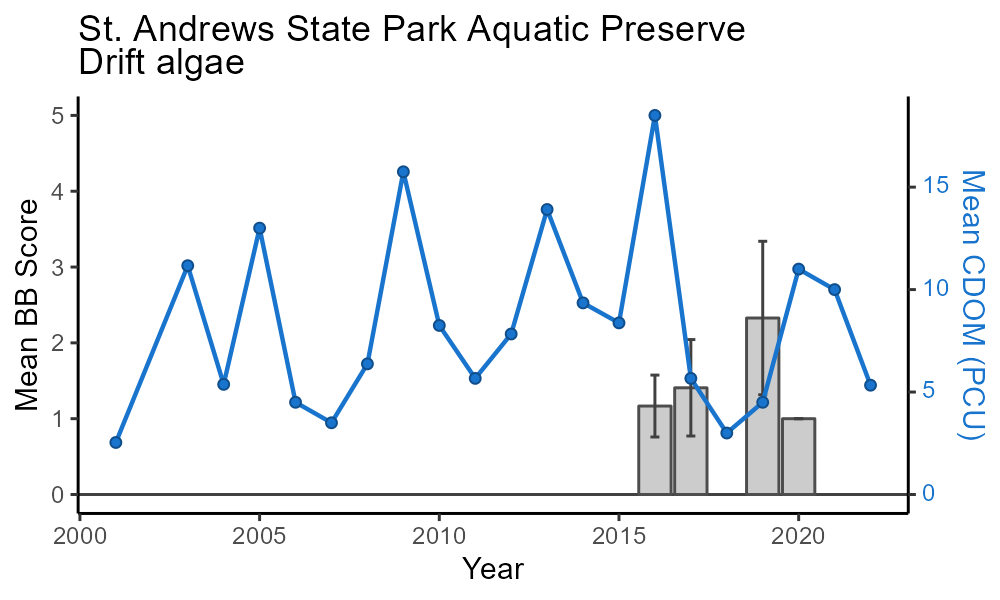 St. Andrews State Park Aquatic Preserve
Drift algae
Mean BB Score
5
4
3
2
1
0
15
10
5
0
Mean CDOM (PCU)
2000 2005 2010 2015 2020
Year